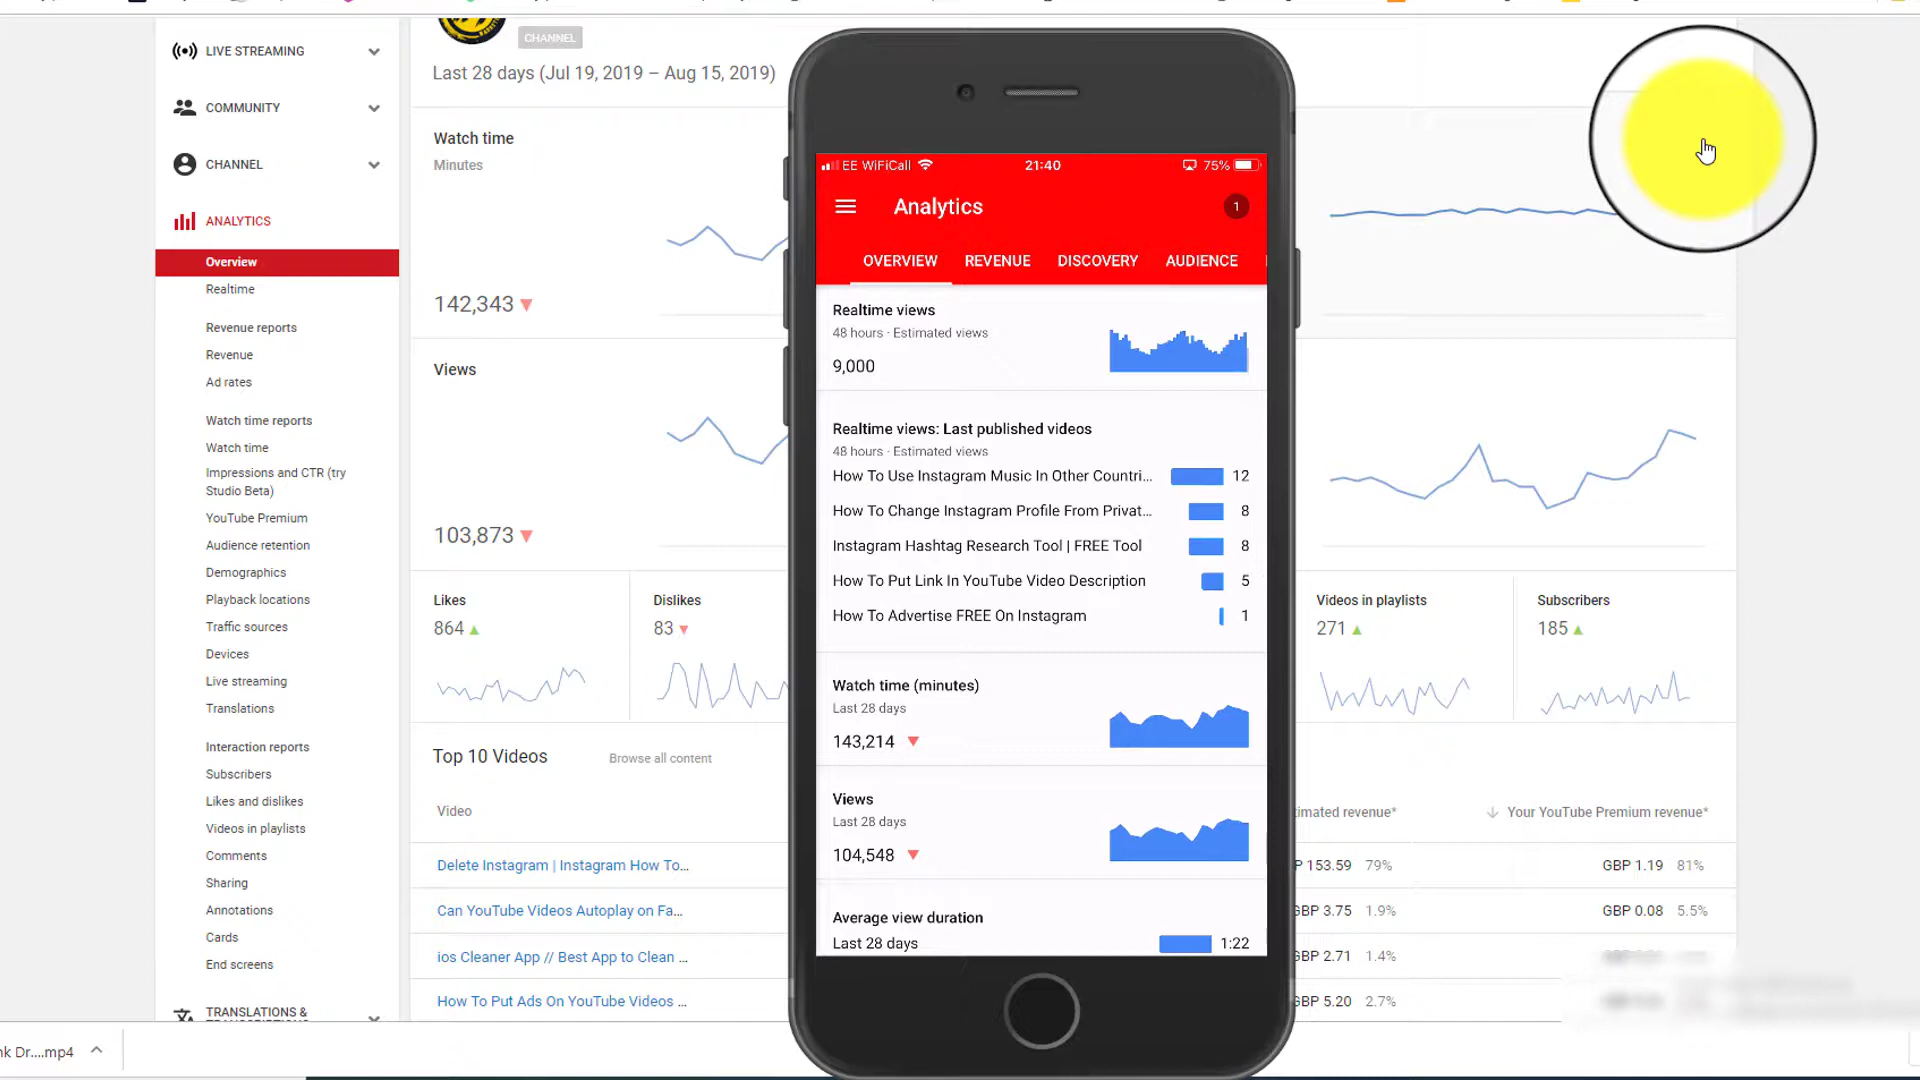 LIVE STREAMING
COMMUNITY
CHANNEL
ANALYTICS
Overview
Realtime
Revenue reports
Revenue
Ad rates
Watch time reports
Watch time
Impressions and CTR (try
Studio Beta)
YouTube Premium
Audience retention
Demographics
Playback locations
Traffic sources
Devices
Live streaming
Translations
Interaction reports
Subscribers
Likes and dislikes
Videos in playlists
Comments
Sharing
Annotations
Cards
End screens
TRANSLATIONS &
CHANNEL
Last 28 days (Jul 19, 2019 – Aug 15, 2019)
Watch time
Minutes
142,343
Views
103,873
Likes
864
Dislikes
83
Videos in playlists
271
Subscribers
185
Top 10 Videos Browse all content
Video
timated revenue* Your YouTube Premium revenue*
Delete Instagram | Instagram How To...
P 153.59 79% GBP 1.19 81%
Can YouTube Videos Autoplay on Fa...
GBP 3.75 1.9% GBP 0.08 5.5%
ios Cleaner App // Best App to Clean ...
GBP 2.71 1.4%
How To Put Ads On YouTube Videos ...
GBP 5.20 2.7%
EE WiFiCall 21:40 75%
Analytics 1
OVERVIEW REVENUE DISCOVERY AUDIENCE
Realtime views
48 hours · Estimated views
9,000
Realtime views: Last published videos
48 hours · Estimated views
How To Use Instagram Music In Other Countri... 12
How To Change Instagram Profile From Privat... 8
Instagram Hashtag Research Tool | FREE Tool 8
How To Put Link In YouTube Video Description 5
How To Advertise FREE On Instagram 1
Watch time (minutes)
Last 28 days
143,214
Views
Last 28 days
104,548
Average view duration
Last 28 days 1:22
nk Dr....mp4